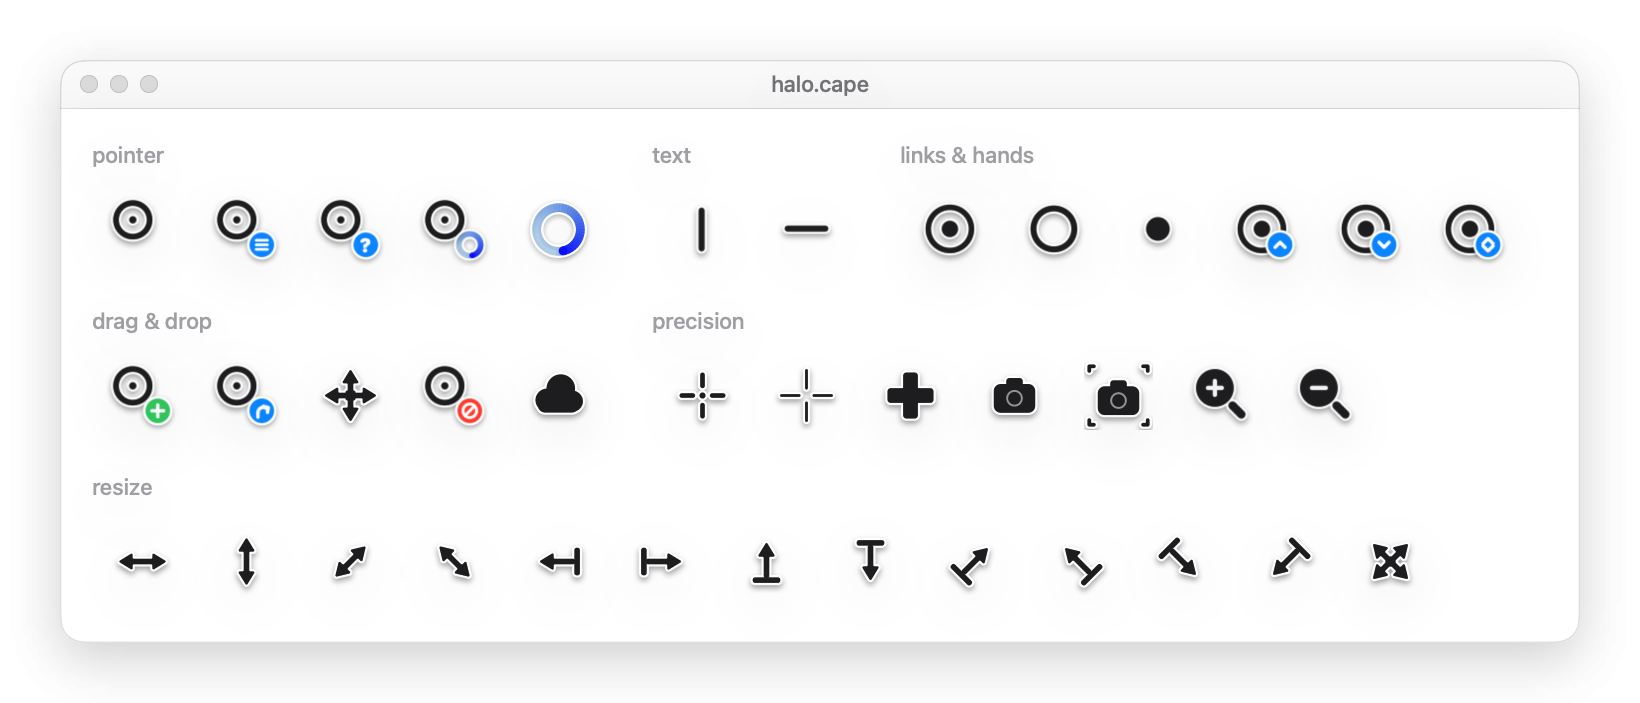 halo.cape
pointer
text
links & hands
drag & drop
precision
resize